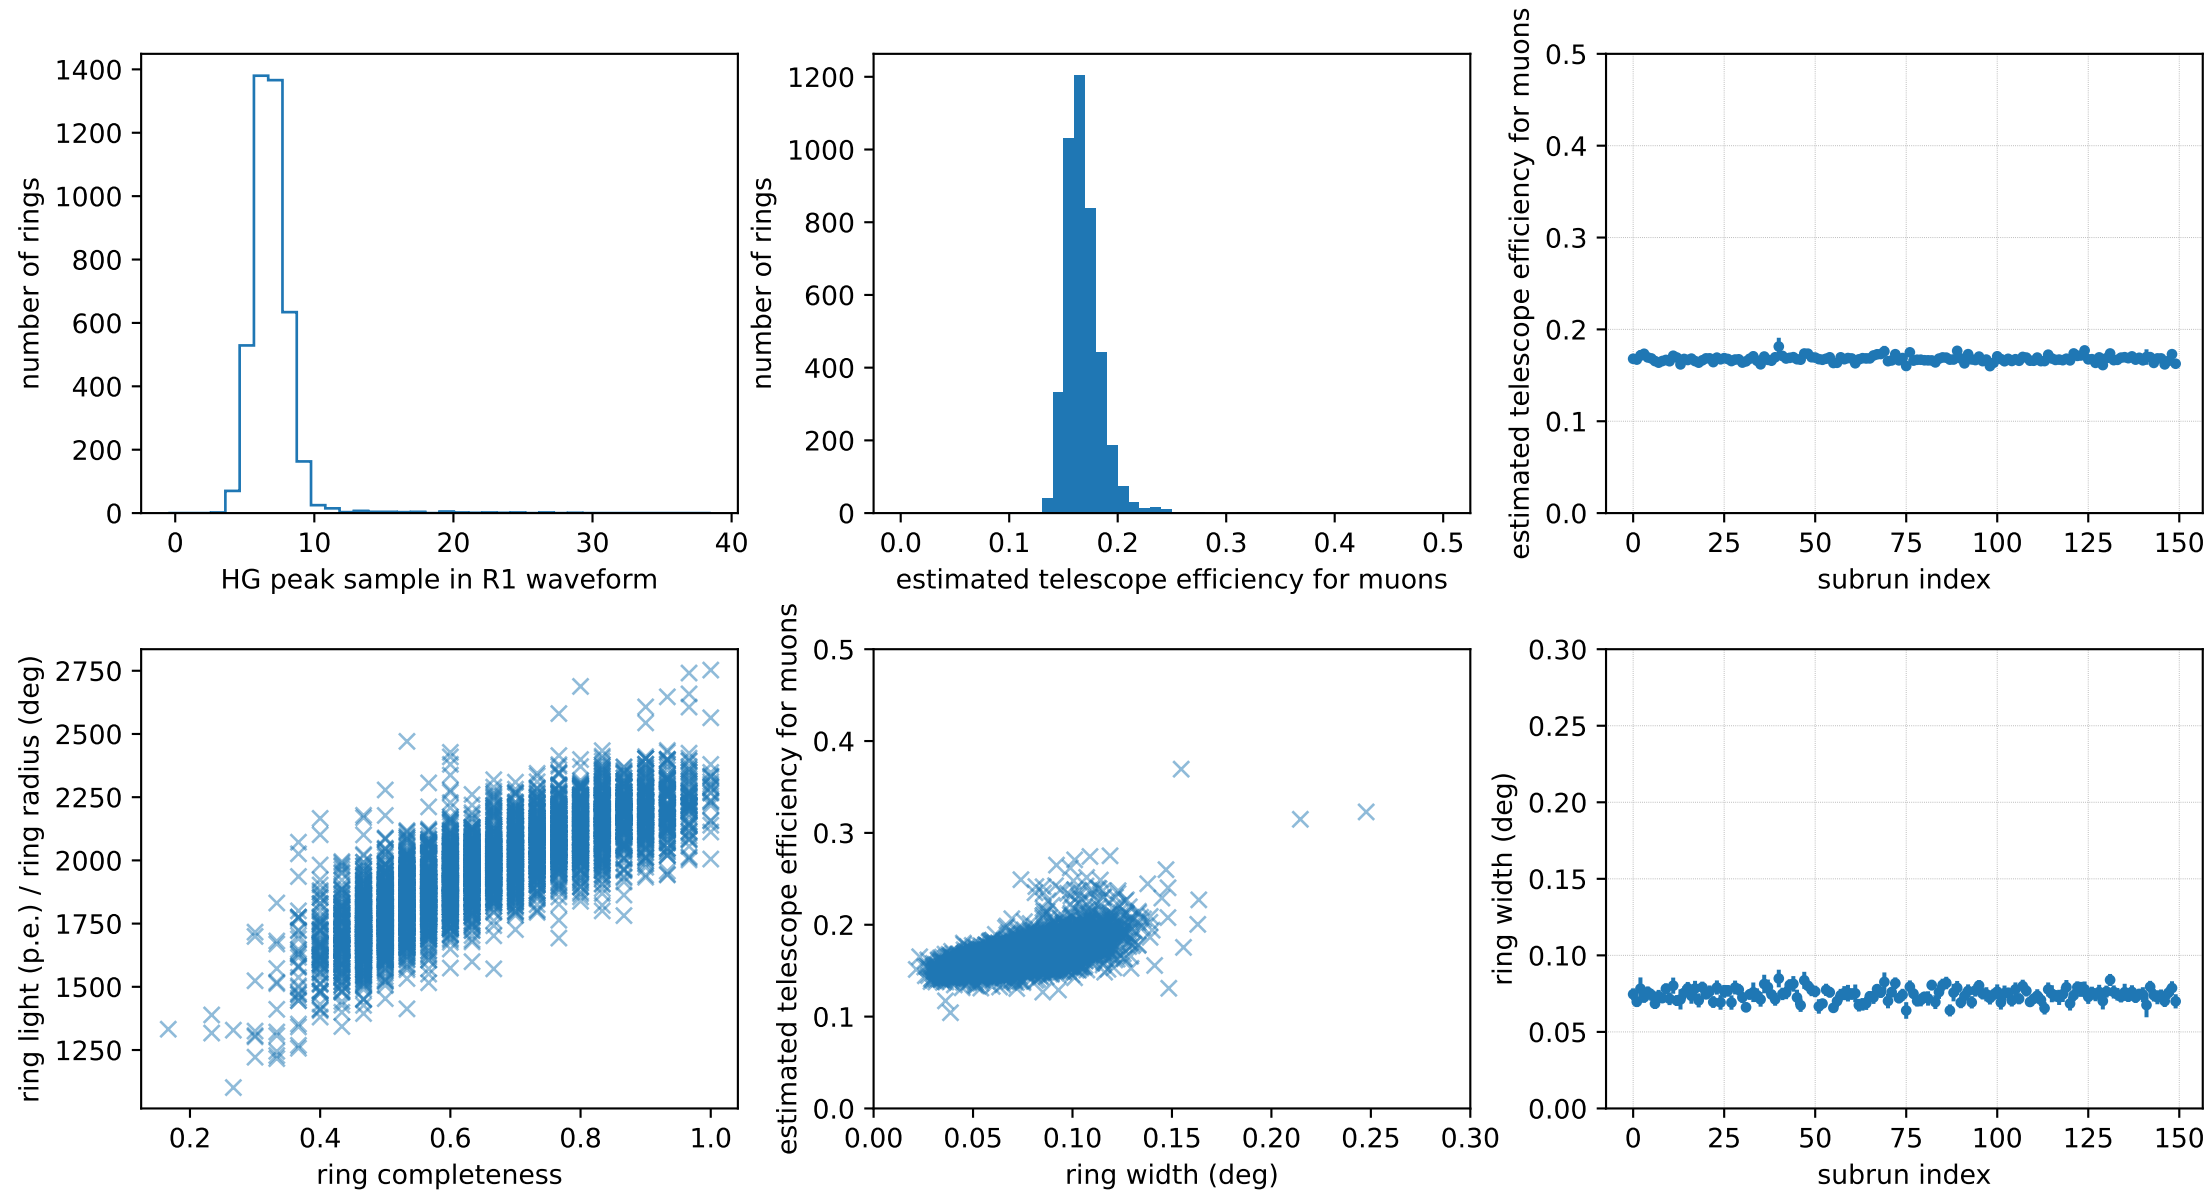 1400
1200
1000
800
600
400
200
0
number of rings
0 10 20 30 40
HG peak sample in R1 waveform
1200
1000
800
600
400
200
0
number of rings
0.0 0.1 0.2 0.3 0.4 0.5
estimated telescope efficiency for muons
0.5
0.4
0.3
0.2
0.1
0.0
estimated telescope efficiency for muons
0 25 50 75 100 125 150
subrun index
2750
2500
2250
2000
1750
1500
1250
ring light (p.e.) / ring radius (deg)
0.2 0.4 0.6 0.8 1.0
ring completeness
0.5
0.4
0.3
0.2
0.1
0.0
estimated telescope efficiency for muons
0.00 0.05 0.10 0.15 0.20 0.25 0.30
ring width (deg)
0.30
0.25
0.20
0.15
0.10
0.05
0.00
ring width (deg)
0 25 50 75 100 125 150
subrun index